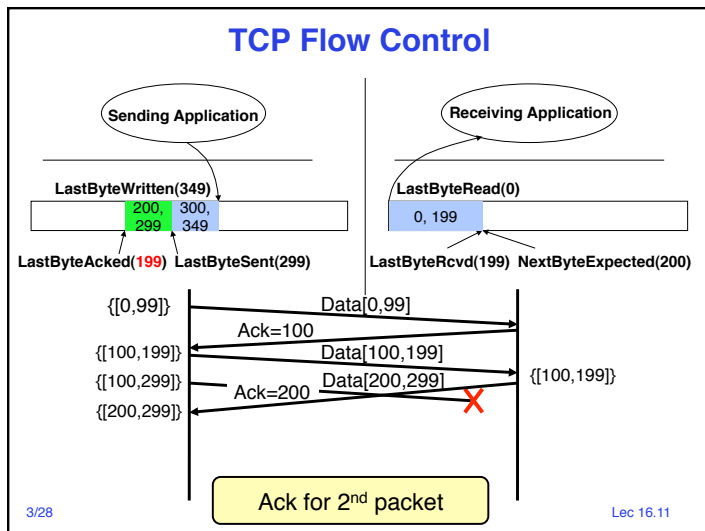 TCP Flow Control
Sending Application
Receiving Application
LastByteWritten(349)
LastByteRead(0)
200,
299
300,
349
0, 199
LastByteAcked(199)
LastByteSent(299)
LastByteRcvd(199)
NextByteExpected(200)
{[0,99]}
Data[0,99]
Ack=100
{[100,199]}
Data[100,199]
{[100,299]}
Data[200,299]
{[100,199]}
Ack=200
{[200,299]}
Ack for 2nd packet
3/28
Lec 16.11